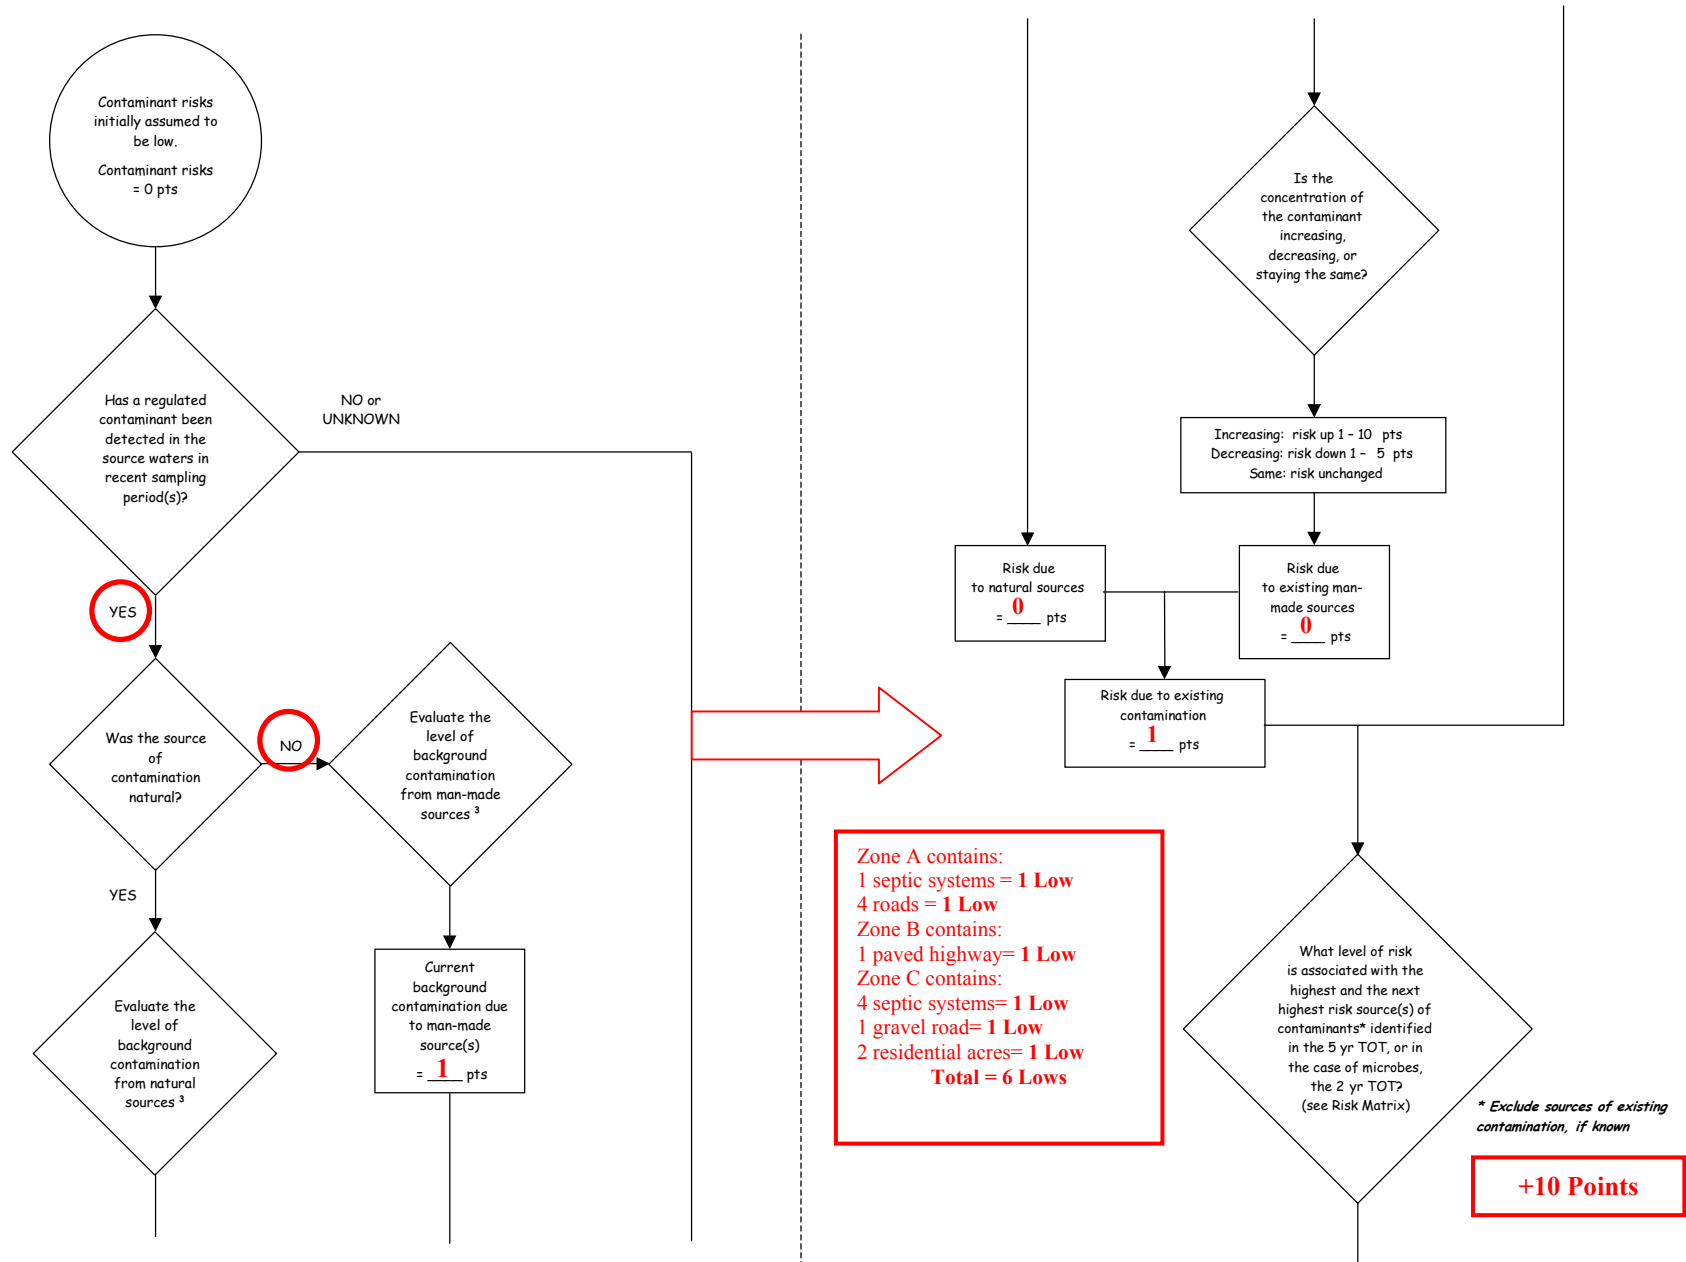 Contaminant risks
initially assumed to
be low.
Contaminant risks
= 0 pts
Has a regulated
contaminant been
detected in the
source waters in
recent sampling
period(s)?
NO or
UNKNOWN
YES
Was the source
of
contamination
natural?
NO
Evaluate the
level of
background
contamination
from man-made
sources ³
YES
Evaluate the
level of
background
contamination
from natural
sources ³
Current
background
contamination due
to man-made
source(s)
= 1 pts
Is the
concentration of
the contaminant
increasing,
decreasing, or
staying the same?
Increasing: risk up 1 – 10 pts
Decreasing: risk down 1 – 5 pts
Same: risk unchanged
Risk due
to natural sources
= 0 pts
Risk due
to existing man-
made sources
= 0 pts
Risk due to existing
contamination
= 1 pts
Zone A contains:
1 septic systems = 1 Low
4 roads = 1 Low
Zone B contains:
1 paved highway= 1 Low
Zone C contains:
4 septic systems= 1 Low
1 gravel road= 1 Low
2 residential acres= 1 Low
Total = 6 Lows
What level of risk
is associated with the
highest and the next
highest risk source(s) of
contaminants* identified
in the 5 yr TOT, or in
the case of microbes,
the 2 yr TOT?
(see Risk Matrix)
* Exclude sources of existing
contamination, if known
+10 Points